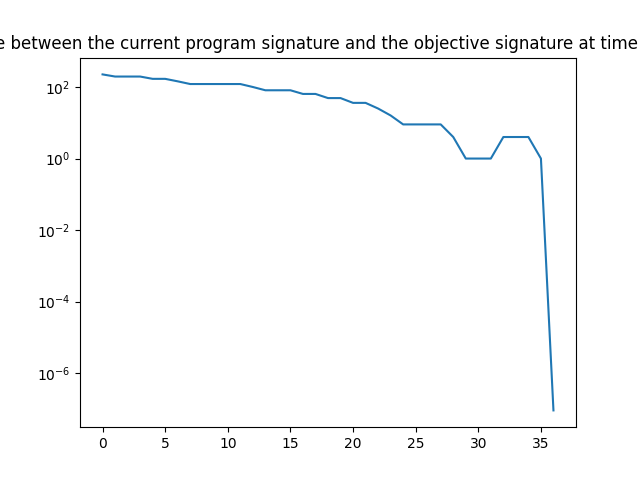 e between the current program signature and the objective signature at time
10²
10⁰
10⁻²
10⁻⁴
10⁻⁶
0 5 10 15 20 25 30 35